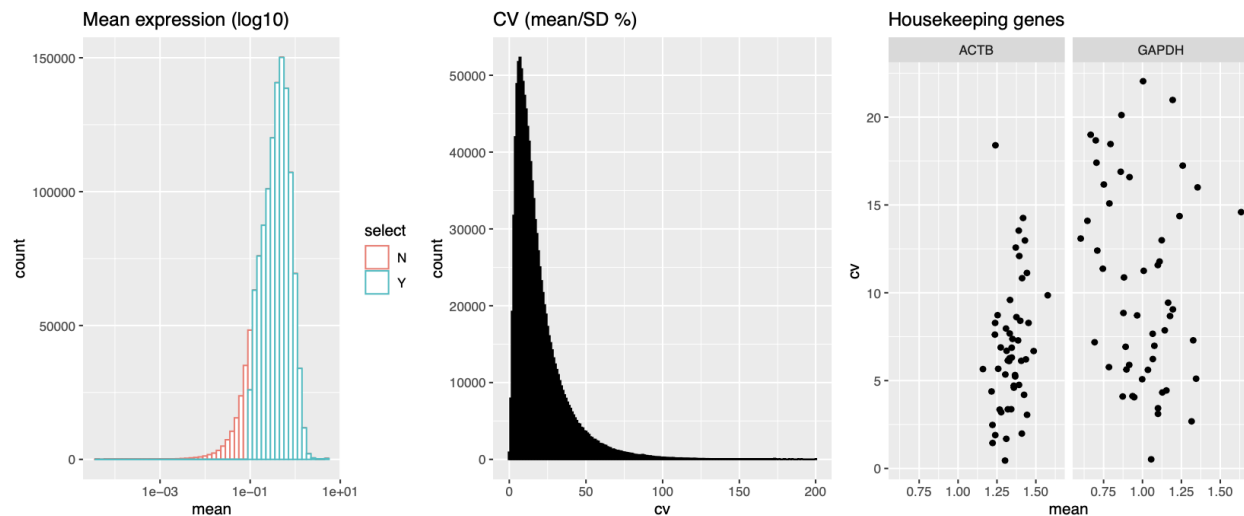 Mean expression (log10)
150000
100000
50000
0
count
1e−03
1e−01
1e+01
mean
select
N
Y
CV (mean/SD %)
50000
40000
30000
20000
10000
0
count
0
50
100
150
200
cv
Housekeeping genes
ACTB
GAPDH
20
15
10
5
0
cv
0.75
1.00
1.25
1.50
0.75
1.00
1.25
1.50
mean